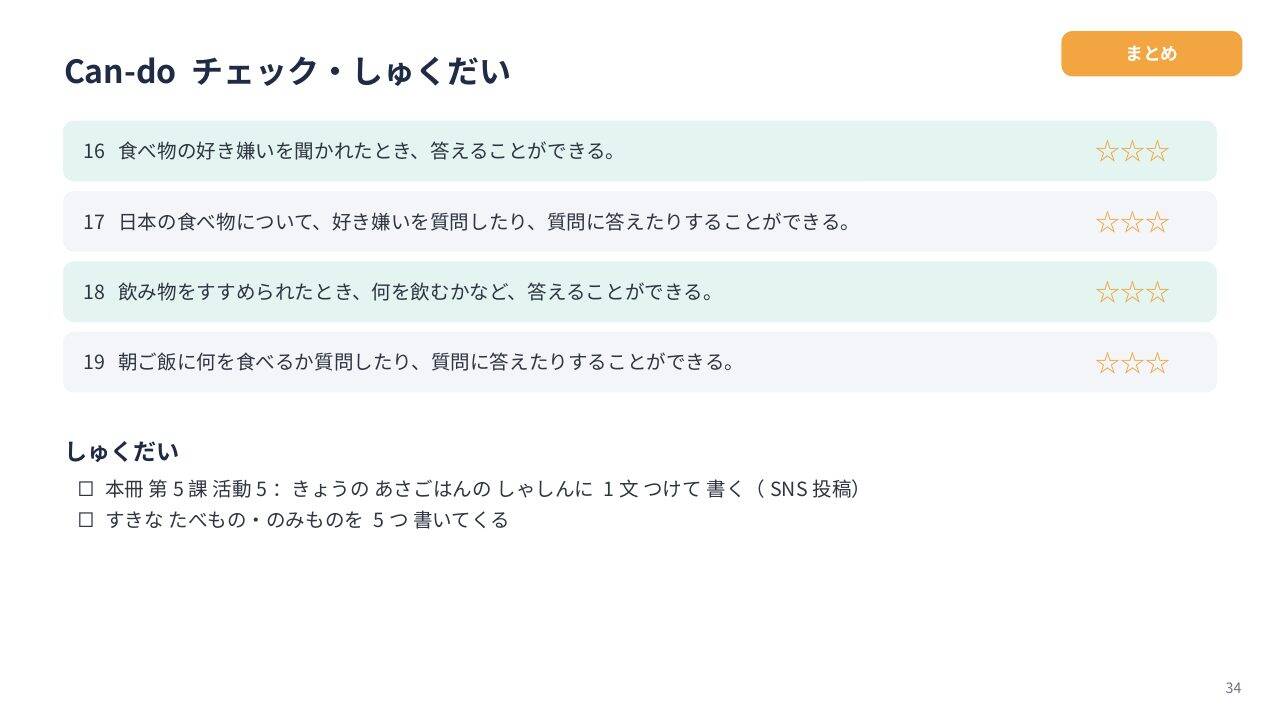 Can-do チェック・しゅくだい
まとめ
16 食べ物の好き嫌いを聞かれたとき、答えることができる。 ☆☆☆
17 日本の食べ物について、好き嫌いを質問したり、質問に答えたりすることができる。 ☆☆☆
18 飲み物をすすめられたとき、何を飲むかなど、答えることができる。 ☆☆☆
19 朝ご飯に何を食べるか質問したり、質問に答えたりすることができる。 ☆☆☆
しゅくだい
☐ 本冊 第 5 課 活動 5： きょうの あさごはんの しゃしんに 1 文 つけて 書く（ SNS 投稿）
☐ すきな たべもの・のみものを 5 つ 書いてくる
34